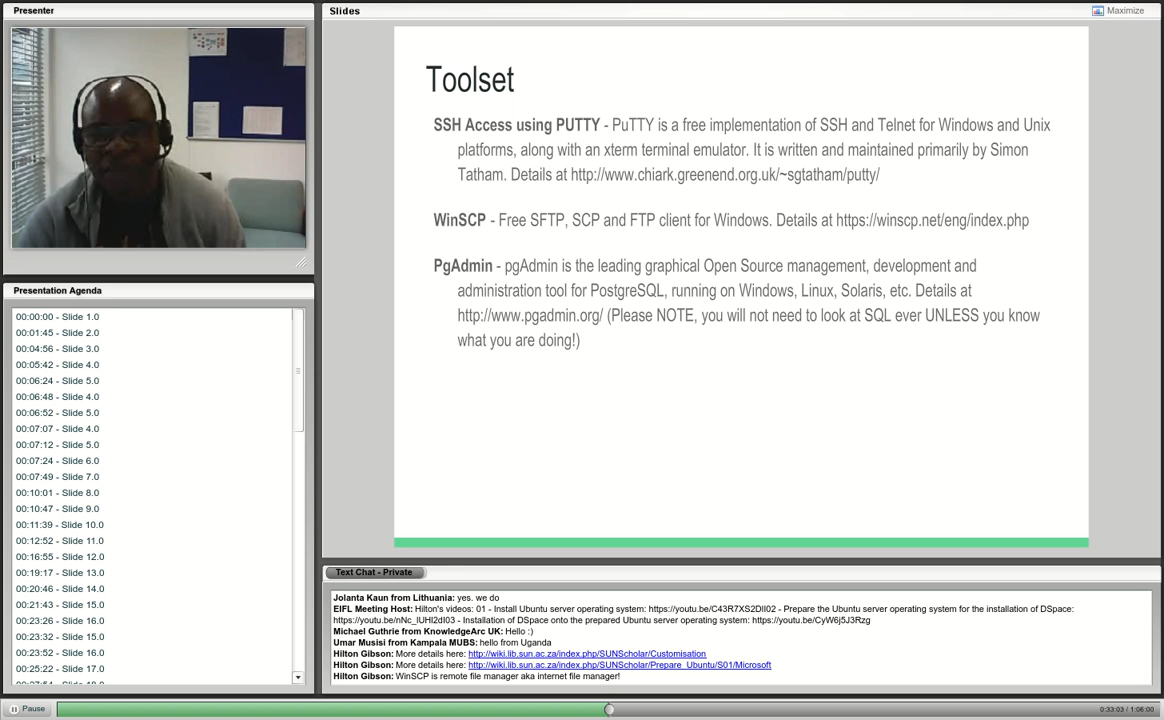 Presenter
Slides
Maximize
Toolset
SSH Access using PUTTY - PuTTY is a free implementation of SSH and Telnet for Windows and Unix
platforms, along with an xterm terminal emulator. It is written and maintained primarily by Simon
Tatham. Details at http://www.chiark.greenend.org.uk/~sgtatham/putty/
WinSCP - Free SFTP, SCP and FTP client for Windows. Details at https://winscp.net/eng/index.php
PgAdmin - pgAdmin is the leading graphical Open Source management, development and
administration tool for PostgreSQL, running on Windows, Linux, Solaris, etc. Details at
http://www.pgadmin.org/ (Please NOTE, you will not need to look at SQL ever UNLESS you know
what you are doing!)
Presentation Agenda
00:00:00 - Slide 1.0
00:01:45 - Slide 2.0
00:04:56 - Slide 3.0
00:05:42 - Slide 4.0
00:06:24 - Slide 5.0
00:06:48 - Slide 4.0
00:06:52 - Slide 5.0
00:07:07 - Slide 4.0
00:07:12 - Slide 5.0
00:07:24 - Slide 6.0
00:07:49 - Slide 7.0
00:10:01 - Slide 8.0
00:10:47 - Slide 9.0
00:11:39 - Slide 10.0
00:12:52 - Slide 11.0
00:16:55 - Slide 12.0
00:19:17 - Slide 13.0
00:20:46 - Slide 14.0
00:21:43 - Slide 15.0
00:23:26 - Slide 16.0
00:23:32 - Slide 15.0
00:23:52 - Slide 16.0
00:25:22 - Slide 17.0
Text Chat - Private
Jolanta Kaun from Lithuania: yes. we do
EIFL Meeting Host: Hilton's videos: 01 - Install Ubuntu server operating system: https://youtu.be/C43R7XS2DlI02 - Prepare the Ubuntu server operating system for the installation of DSpace:
https://youtu.be/nNc_lUHI2dI03 - Installation of DSpace onto the prepared Ubuntu server operating system: https://youtu.be/CyW6j5J3Rzg
Michael Guthrie from KnowledgeArc UK: Hello :)
Umar Musisi from Kampala MUBS: hello from Uganda
Hilton Gibson: More details here: http://wiki.lib.sun.ac.za/index.php/SUNScholar/Customisation
Hilton Gibson: More details here: http://wiki.lib.sun.ac.za/index.php/SUNScholar/Prepare_Ubuntu/S01/Microsoft
Hilton Gibson: WinSCP is remote file manager aka internet file manager!
Pause
0:33:03 / 1:06:00